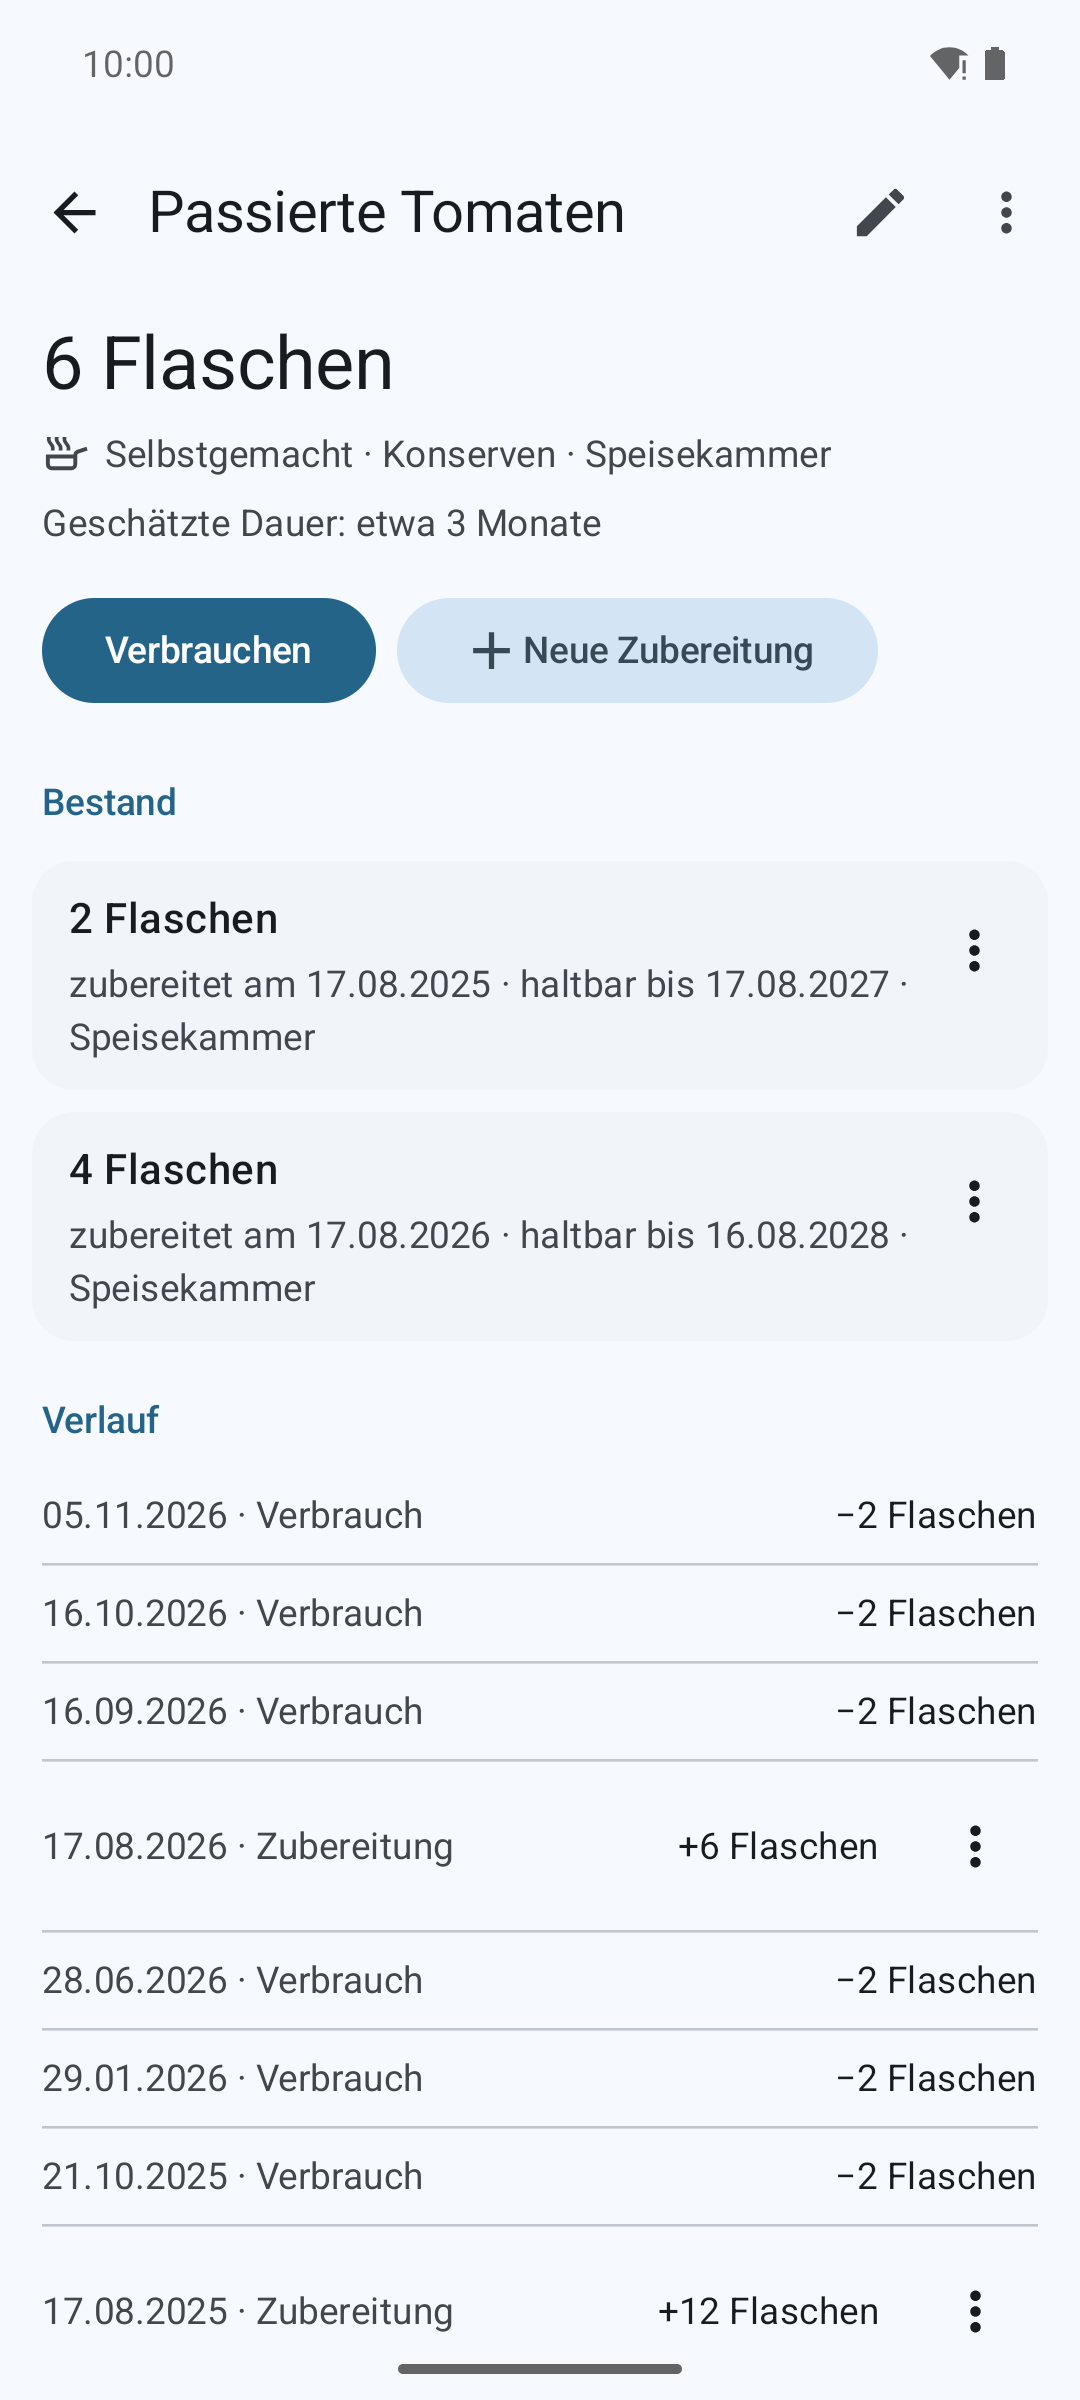 10:00
Passierte Tomaten
6 Flaschen
Selbstgemacht · Konserven · Speisekammer
Geschätzte Dauer: etwa 3 Monate
Verbrauchen
+ Neue Zubereitung
Bestand
2 Flaschen
zubereitet am 17.08.2025 · haltbar bis 17.08.2027 ·
Speisekammer
4 Flaschen
zubereitet am 17.08.2026 · haltbar bis 16.08.2028 ·
Speisekammer
Verlauf
05.11.2026 · Verbrauch −2 Flaschen
16.10.2026 · Verbrauch −2 Flaschen
16.09.2026 · Verbrauch −2 Flaschen
17.08.2026 · Zubereitung +6 Flaschen
28.06.2026 · Verbrauch −2 Flaschen
29.01.2026 · Verbrauch −2 Flaschen
21.10.2025 · Verbrauch −2 Flaschen
17.08.2025 · Zubereitung +12 Flaschen